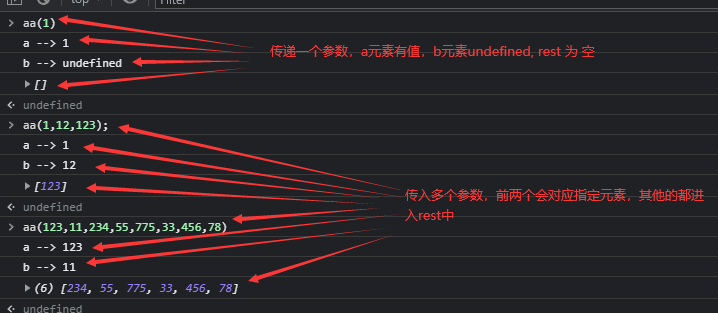 top
Filter
> aa(1)
a --> 1
传递一个参数，a元素有值，b元素undefined, rest 为 空
b --> undefined
▶ []
<· undefined
> aa(1,12,123);
a --> 1
b --> 12
▶ [123]
传入多个参数，前两个会对应指定元素，其他的都进
入rest中
<· undefined
> aa(123,11,234,55,775,33,456,78)
a --> 123
b --> 11
▶ (6) [234, 55, 775, 33, 456, 78]
<· undefined